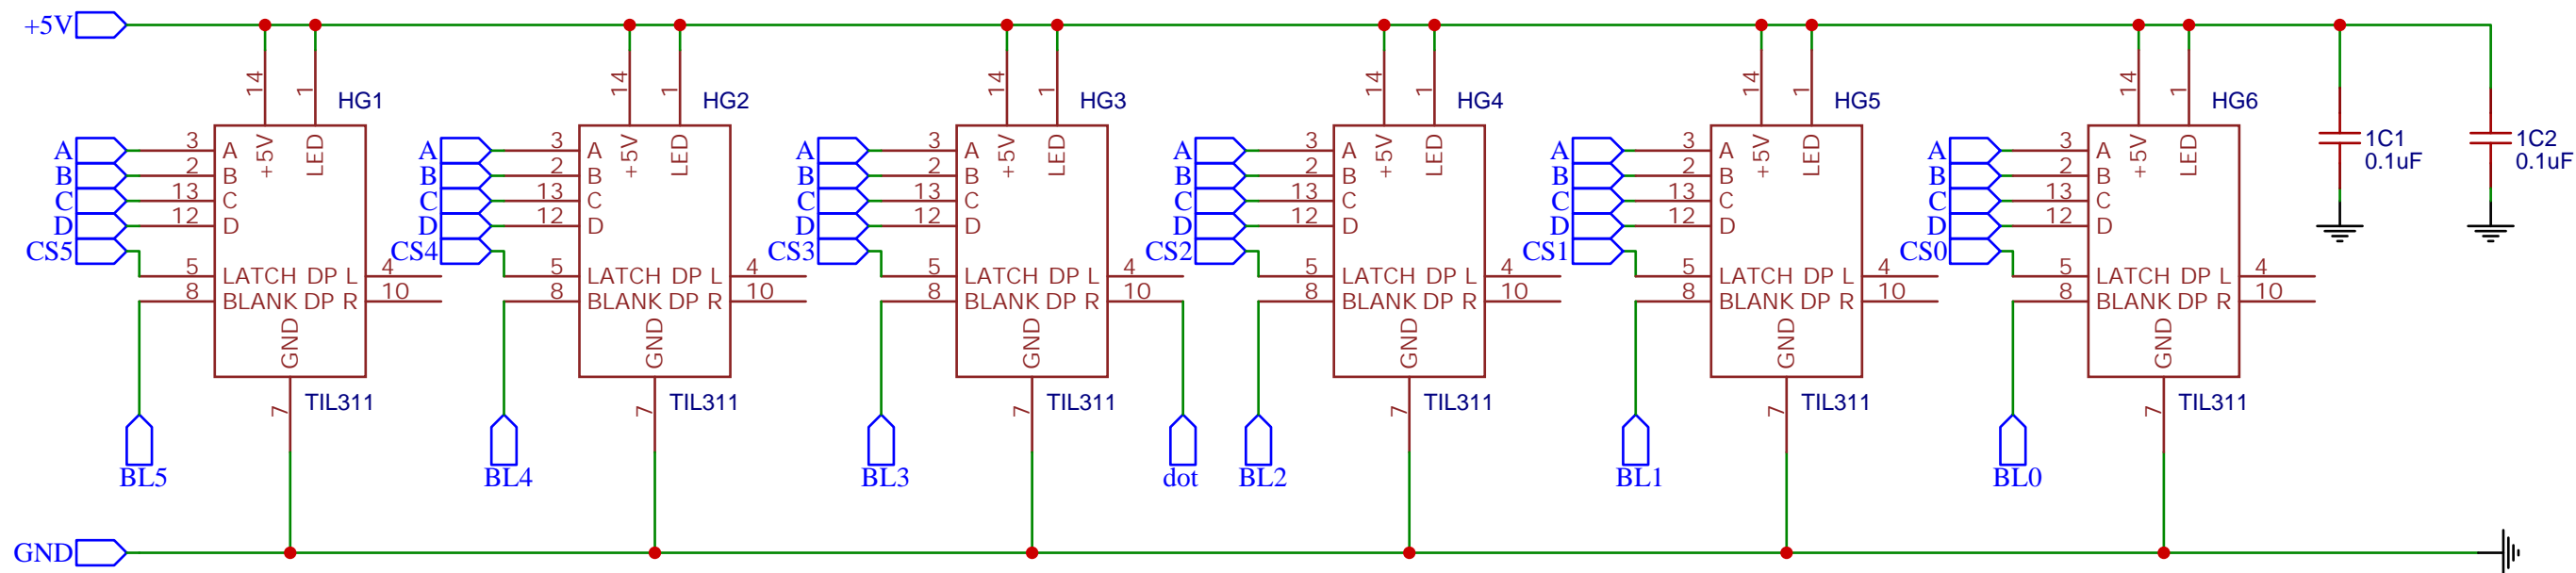 +5V
14 1 HG1
14 1 HG2
14 1 HG3
14 1 HG4
14 1 HG5
14 1 HG6
A 3 A +5V LED
B 2 B
C 13 C
D 12 D
CS5
5 LATCH DP L 4
8 BLANK DP R 10
GND
7 TIL311
BL5
A 3 A +5V LED
B 2 B
C 13 C
D 12 D
CS4
5 LATCH DP L 4
8 BLANK DP R 10
GND
7 TIL311
BL4
A 3 A +5V LED
B 2 B
C 13 C
D 12 D
CS3
5 LATCH DP L 4
8 BLANK DP R 10
GND
7 TIL311
BL3
dot
A 3 A +5V LED
B 2 B
C 13 C
D 12 D
CS2
5 LATCH DP L 4
8 BLANK DP R 10
GND
7 TIL311
BL2
A 3 A +5V LED
B 2 B
C 13 C
D 12 D
CS1
5 LATCH DP L 4
8 BLANK DP R 10
GND
7 TIL311
BL1
A 3 A +5V LED
B 2 B
C 13 C
D 12 D
CS0
5 LATCH DP L 4
8 BLANK DP R 10
GND
7 TIL311
BL0
1C1
0.1uF
1C2
0.1uF
GND